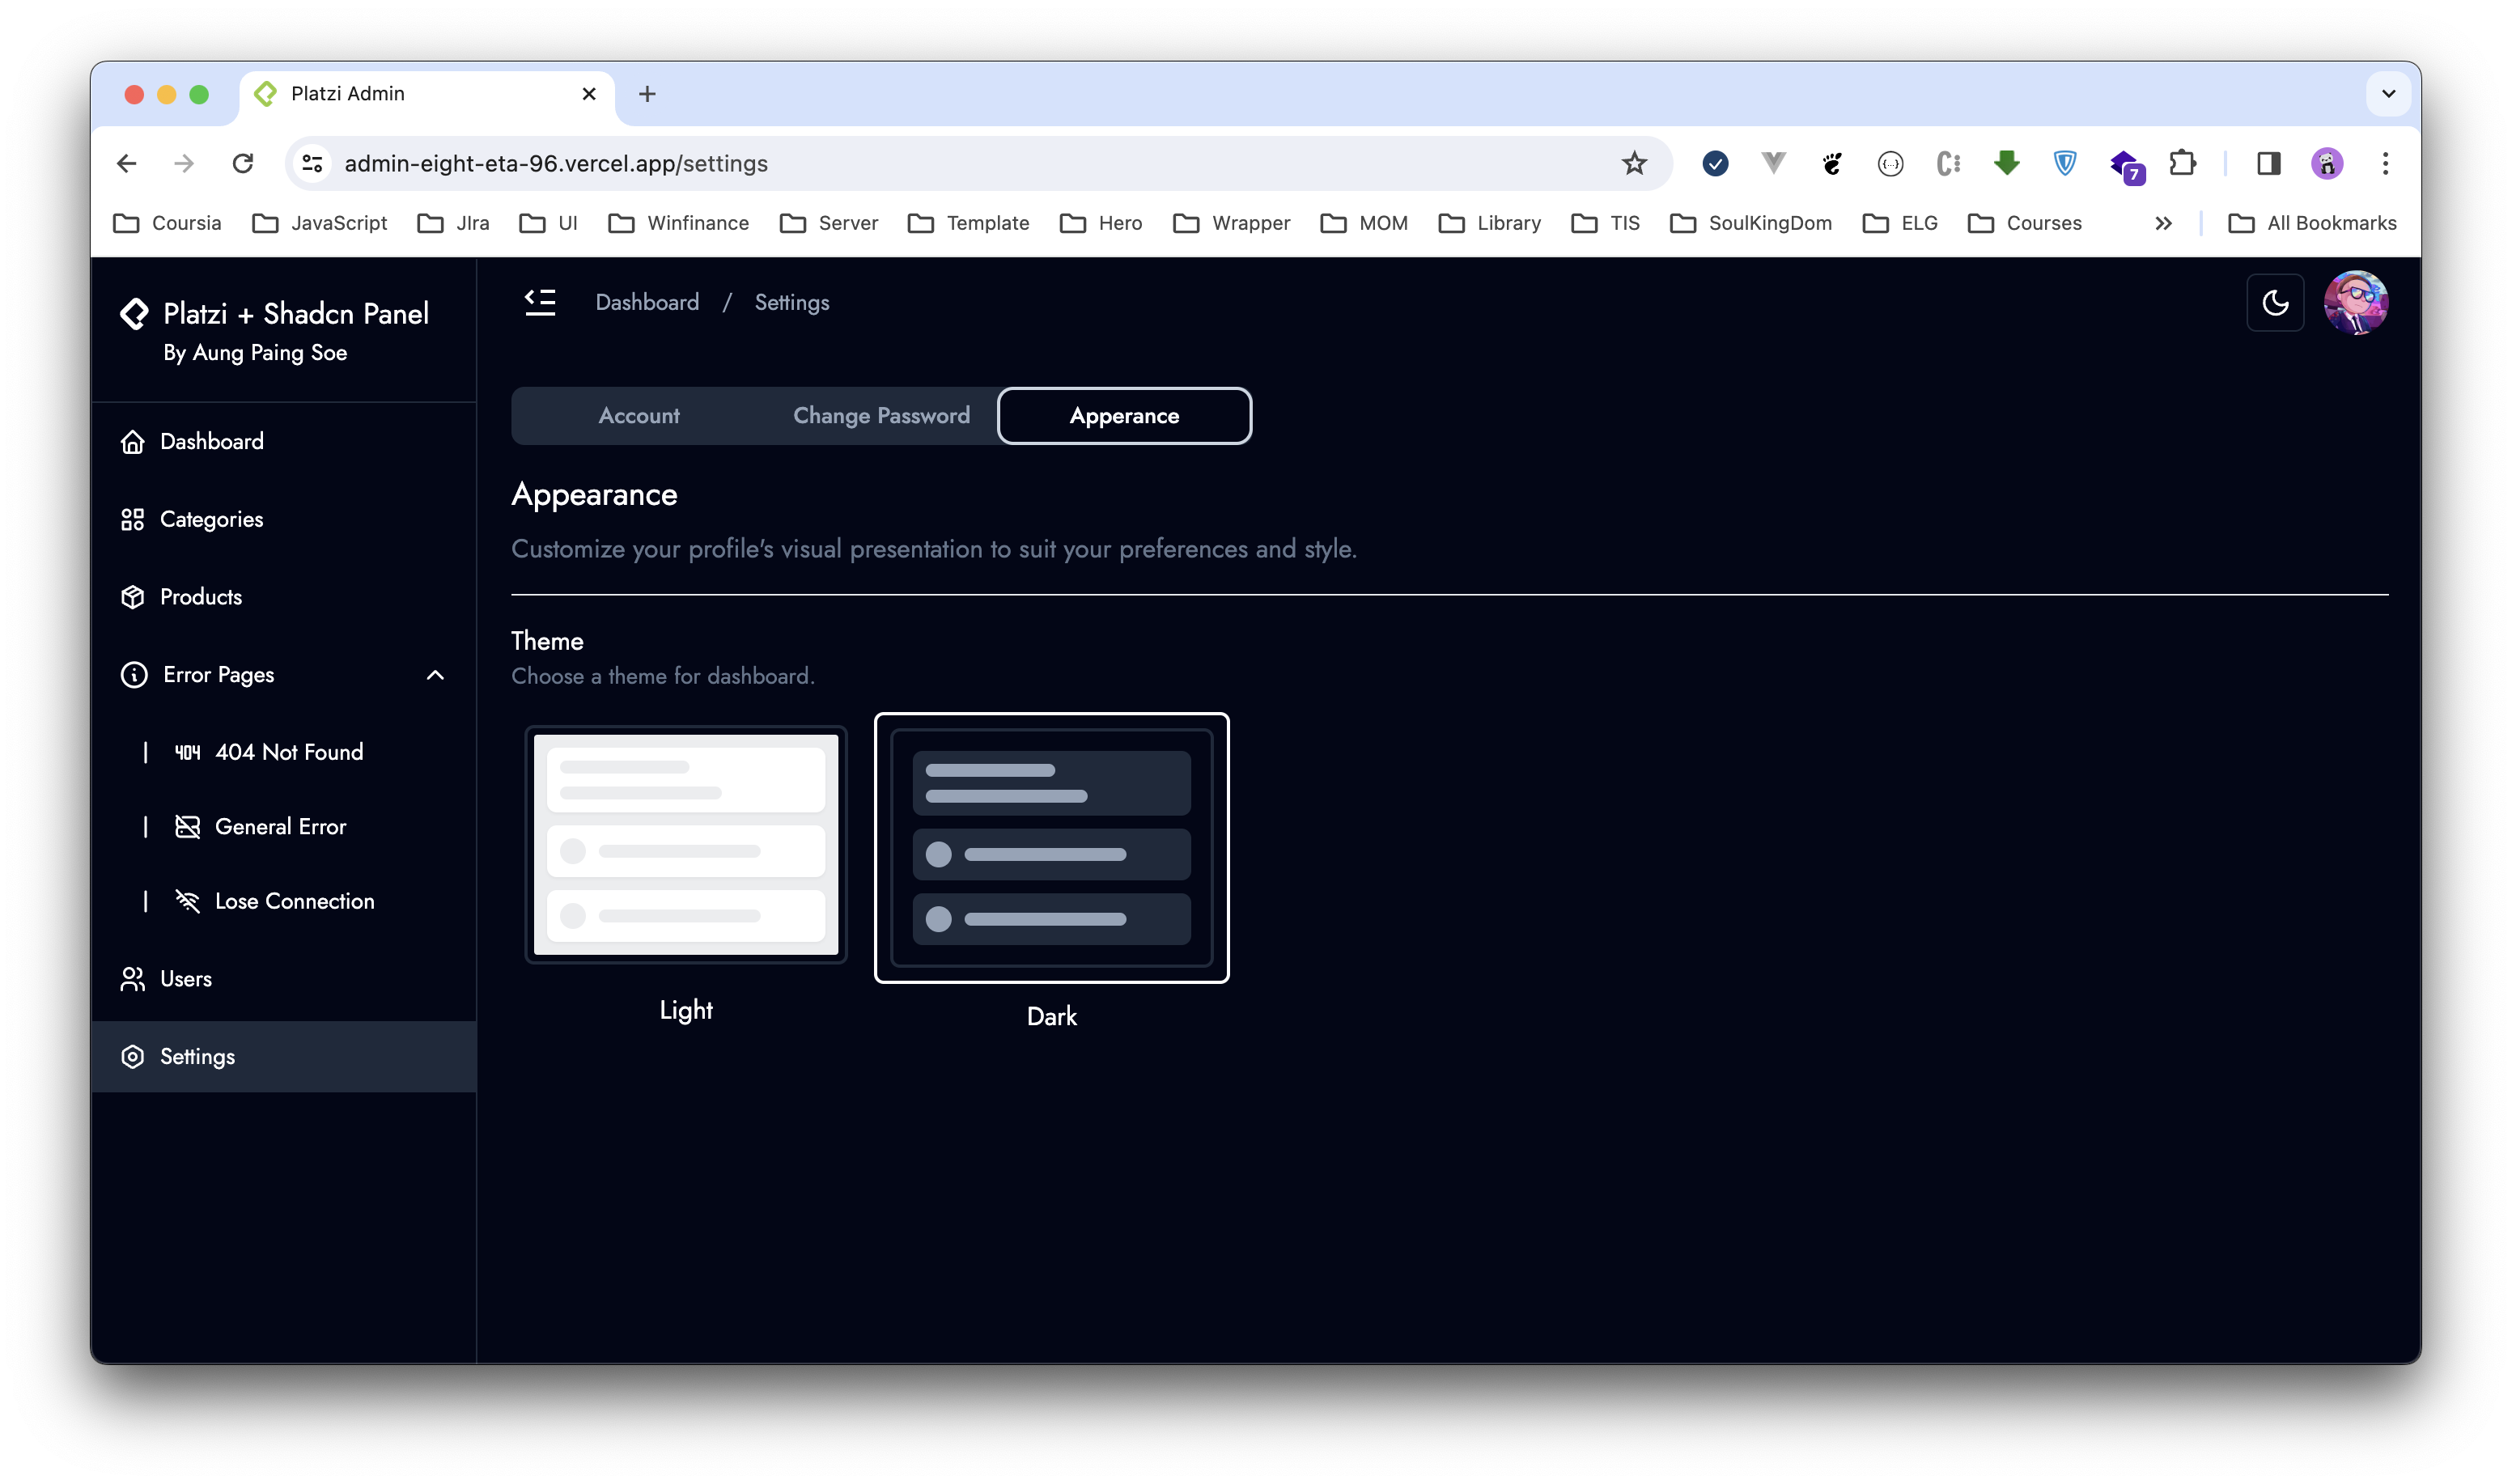 Platzi Admin
admin-eight-eta-96.vercel.app/settings
7
Coursia JavaScript JIra UI Winfinance Server Template Hero Wrapper MOM Library TIS SoulKingDom ELG Courses All Bookmarks
Platzi + Shadcn Panel
By Aung Paing Soe
Dashboard / Settings
Dashboard
Categories
Products
Error Pages
404 404 Not Found
General Error
Lose Connection
Users
Settings
Account Change Password Apperance
Appearance
Customize your profile's visual presentation to suit your preferences and style.
Theme
Choose a theme for dashboard.
Light
Dark